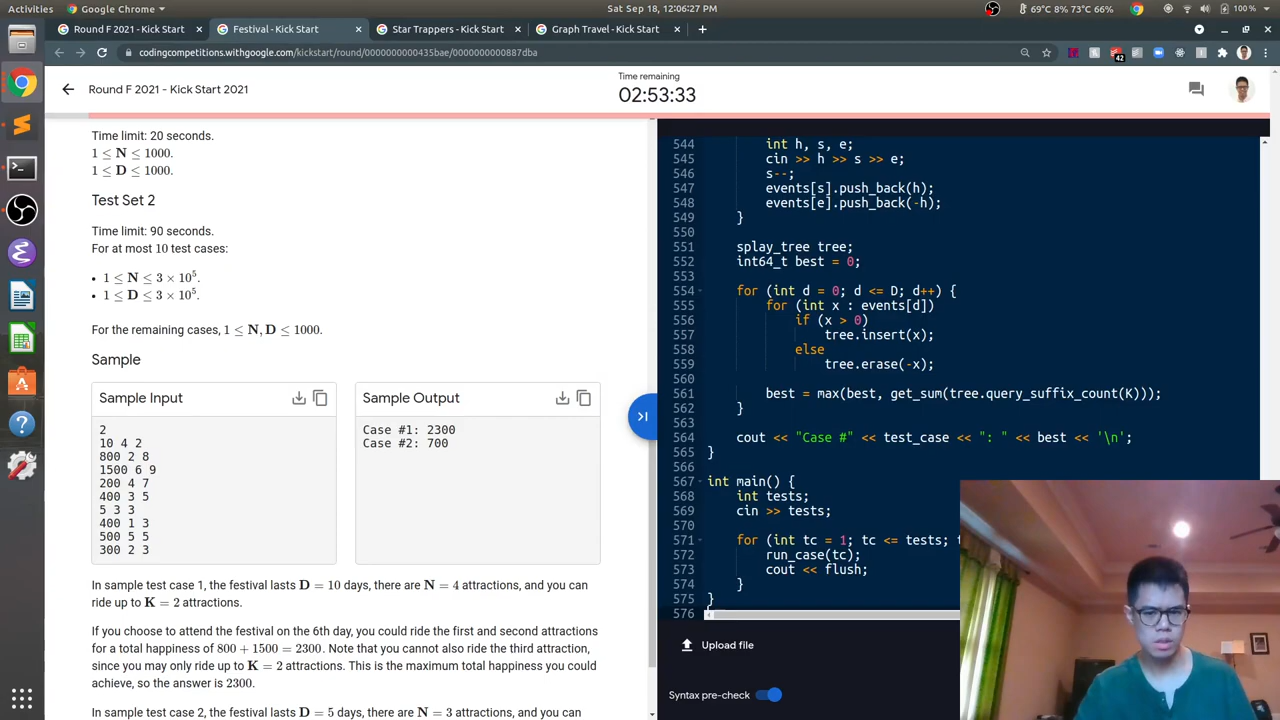 Activities
Google Chrome
Sat Sep 18, 12:06:27 PM
69°C 8% 73°C 66%
100 %
Round F 2021 - Kick Start
Festival - Kick Start
Star Trappers - Kick Start
Graph Travel - Kick Start
codingcompetitions.withgoogle.com/kickstart/round/0000000000435bae/0000000000887dba
42
Round F 2021 - Kick Start 2021
Time remaining
02:53:33
Time limit: 20 seconds.
1 ≤ N ≤ 1000.
1 ≤ D ≤ 1000.
Test Set 2
Time limit: 90 seconds.
For at most 10 test cases:
• 1 ≤ N ≤ 3 × 10⁵.
• 1 ≤ D ≤ 3 × 10⁵.
For the remaining cases, 1 ≤ N, D ≤ 1000.
Sample
Sample Input
2
10 4 2
800 2 8
1500 6 9
200 4 7
400 3 5
5 3 3
400 1 3
500 5 5
300 2 3
Sample Output
Case #1: 2300
Case #2: 700
In sample test case 1, the festival lasts D = 10 days, there are N = 4 attractions, and you can
ride up to K = 2 attractions.
If you choose to attend the festival on the 6th day, you could ride the first and second attractions
for a total happiness of 800 + 1500 = 2300. Note that you cannot also ride the third attraction,
since you may only ride up to K = 2 attractions. This is the maximum total happiness you could
achieve, so the answer is 2300.
In sample test case 2, the festival lasts D = 5 days, there are N = 3 attractions, and you can
544 int h, s, e;
545 cin >> h >> s >> e;
546 s--;
547 events[s].push_back(h);
548 events[e].push_back(-h);
549 }
550
551 splay_tree tree;
552 int64_t best = 0;
553
554 for (int d = 0; d <= D; d++) {
555 for (int x : events[d])
556 if (x > 0)
557 tree.insert(x);
558 else
559 tree.erase(-x);
560
561 best = max(best, get_sum(tree.query_suffix_count(K)));
562 }
563
564 cout << "Case #" << test_case << ": " << best << '\n';
565 }
566
567 int main() {
568 int tests;
569 cin >> tests;
570
571 for (int tc = 1; tc <= tests;
572 run_case(tc);
573 cout << flush;
574 }
575 }
576
Upload file
Syntax pre-check